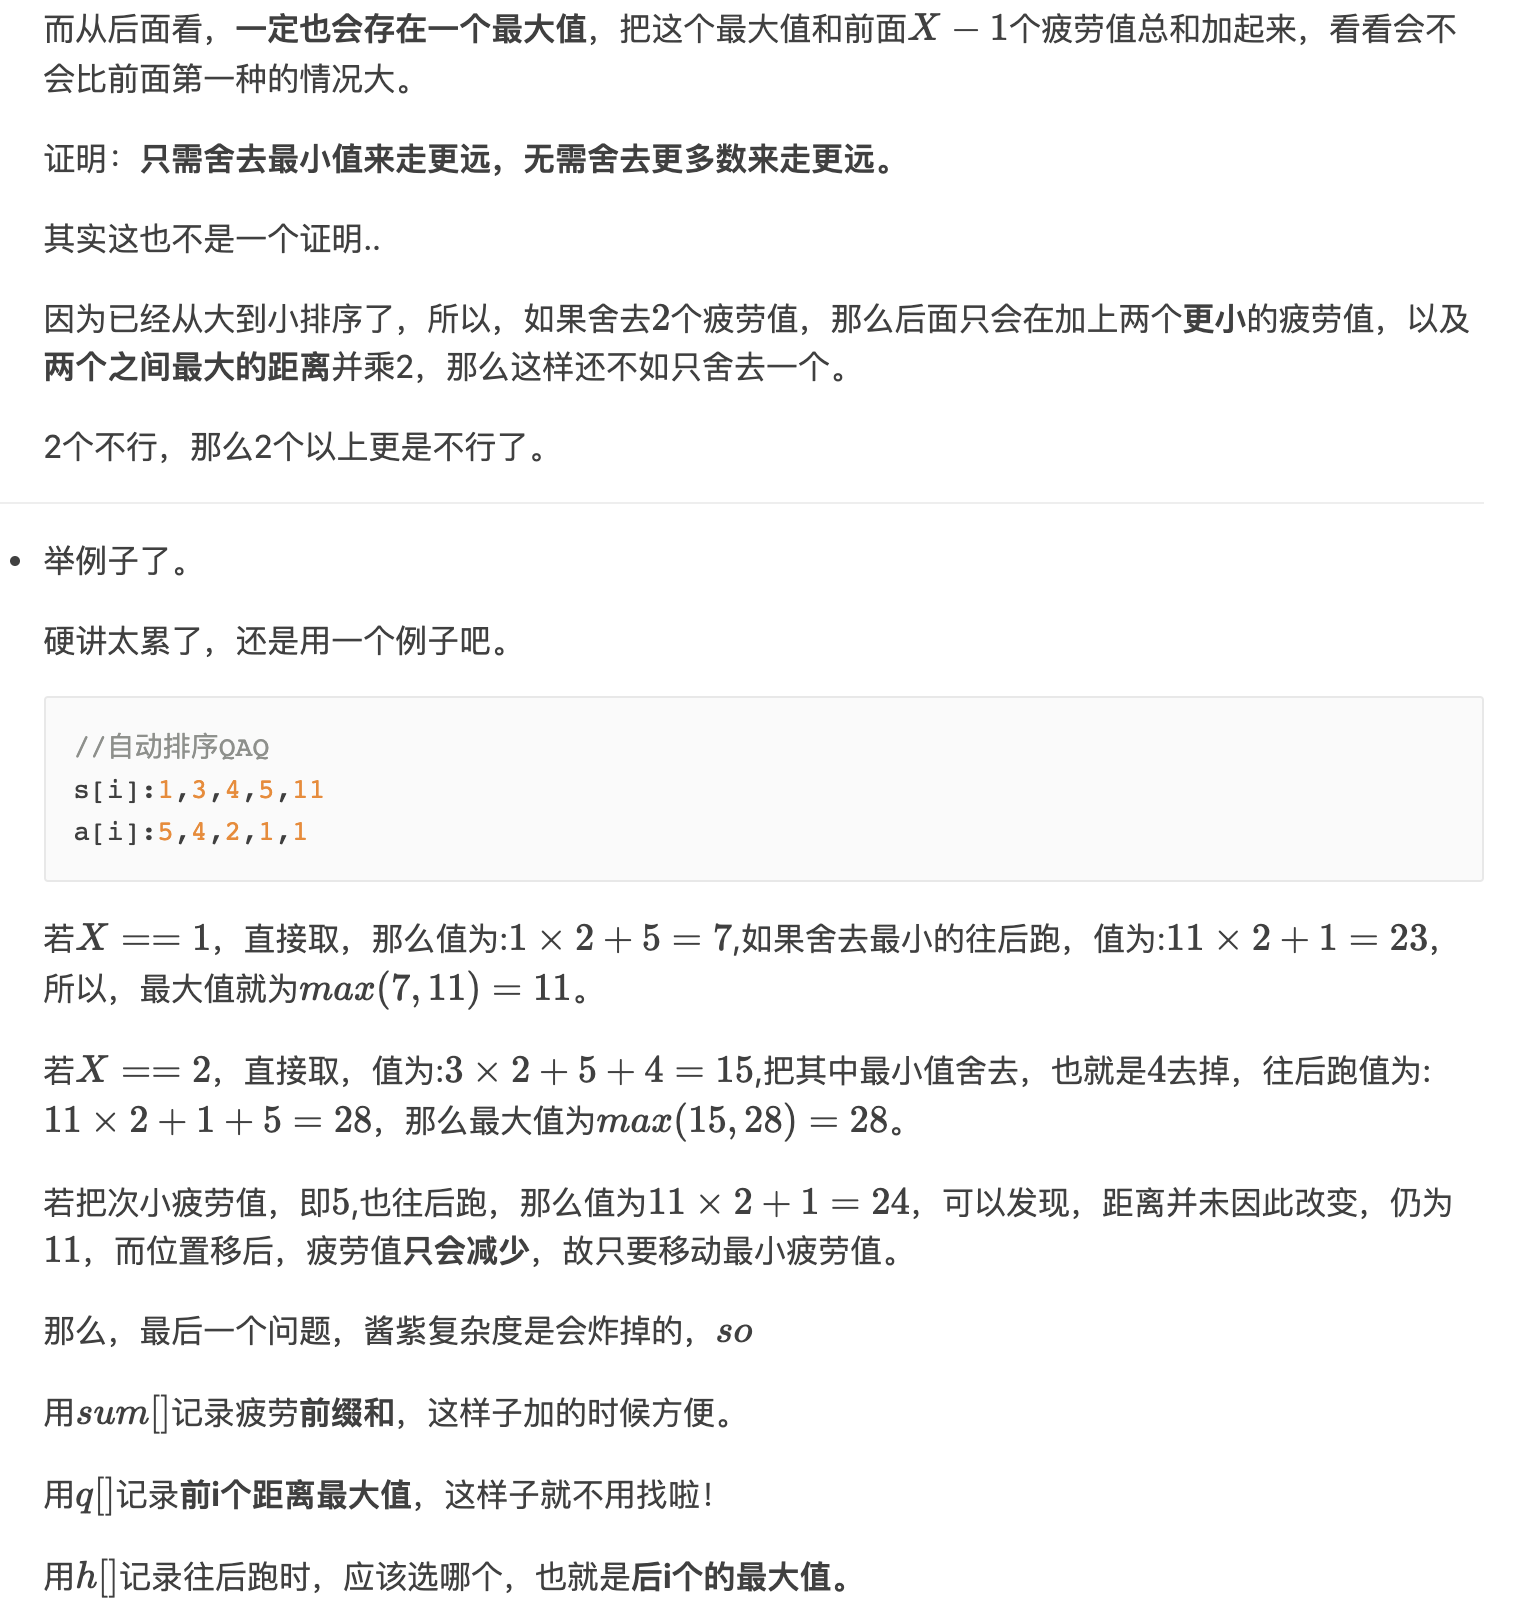 而从后面看，一定也会存在一个最大值，把这个最大值和前面X − 1个疲劳值总和加起来，看看会不
会比前面第一种的情况大。
证明：只需舍去最小值来走更远，无需舍去更多数来走更远。
其实这也不是一个证明..
因为已经从大到小排序了，所以，如果舍去2个疲劳值，那么后面只会在加上两个更小的疲劳值，以及
两个之间最大的距离并乘2，那么这样还不如只舍去一个。
2个不行，那么2个以上更是不行了。
• 举例子了。
硬讲太累了，还是用一个例子吧。
//自动排序QAQ
s[i]:1,3,4,5,11
a[i]:5,4,2,1,1
若X == 1，直接取，那么值为:1 × 2 + 5 = 7,如果舍去最小的往后跑，值为:11 × 2 + 1 = 23，
所以，最大值就为max(7, 11) = 11。
若X == 2，直接取，值为:3 × 2 + 5 + 4 = 15,把其中最小值舍去，也就是4去掉，往后跑值为:
11 × 2 + 1 + 5 = 28，那么最大值为max(15, 28) = 28。
若把次小疲劳值，即5,也往后跑，那么值为11 × 2 + 1 = 24，可以发现，距离并未因此改变，仍为
11，而位置移后，疲劳值只会减少，故只要移动最小疲劳值。
那么，最后一个问题，酱紫复杂度是会炸掉的，so
用sum[]记录疲劳前缀和，这样子加的时候方便。
用q[]记录前i个距离最大值，这样子就不用找啦！
用h[]记录往后跑时，应该选哪个，也就是后i个的最大值。